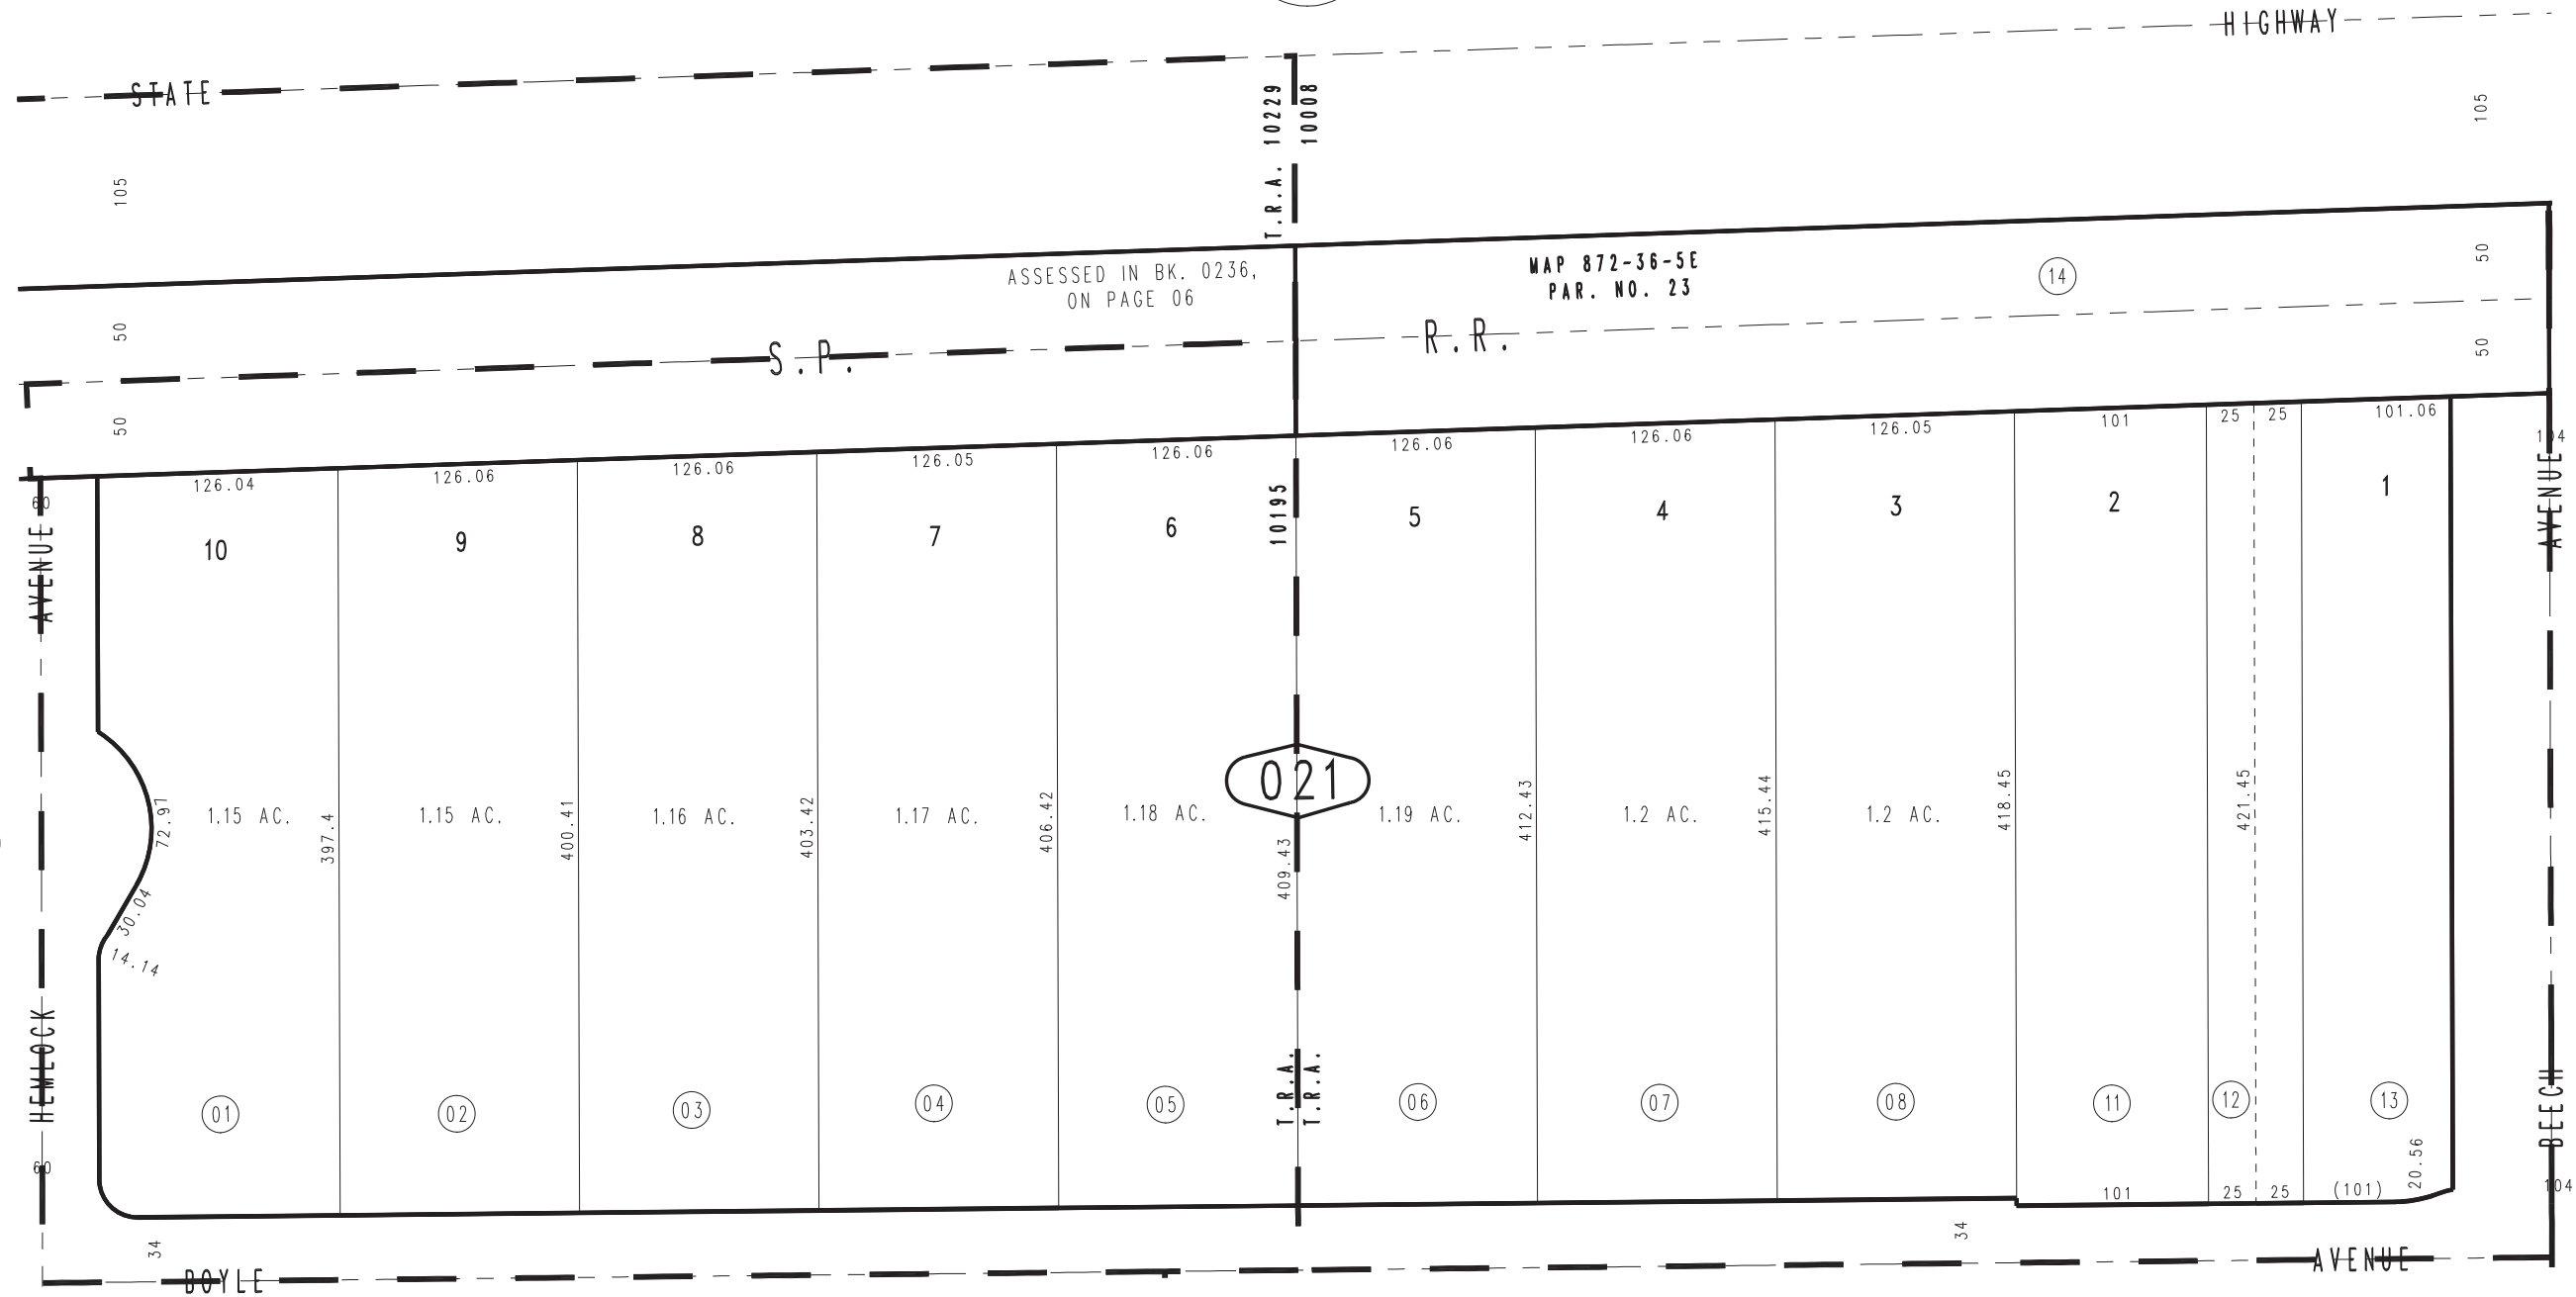 HIGHWAY
STATE
105
105
T.R.A. 10229
10008
ASSESSED IN BK. 0236,
ON PAGE 06
MAP 872-36-5E
PAR. NO. 23
14
50
50
50
50
S.P.
R.R.
126.04
126.06
126.06
126.05
126.06
126.06
126.06
126.05
101
25
25
101.06
104
60
AVENUE
10
9
8
7
6
10195
5
4
3
2
1
AVENUE
021
72.97
1.15 AC.
397.4
1.15 AC.
400.41
1.16 AC.
403.42
1.17 AC.
406.42
1.18 AC.
409.43
1.19 AC.
412.43
1.2 AC.
415.44
1.2 AC.
418.45
421.45
30.04
14.14
HEMLOCK
T.R.A.
T.R.A.
BEECH
01
02
03
04
05
06
07
08
11
12
13
20.56
60
101
25
25
(101)
104
34
34
BOYLE
AVENUE